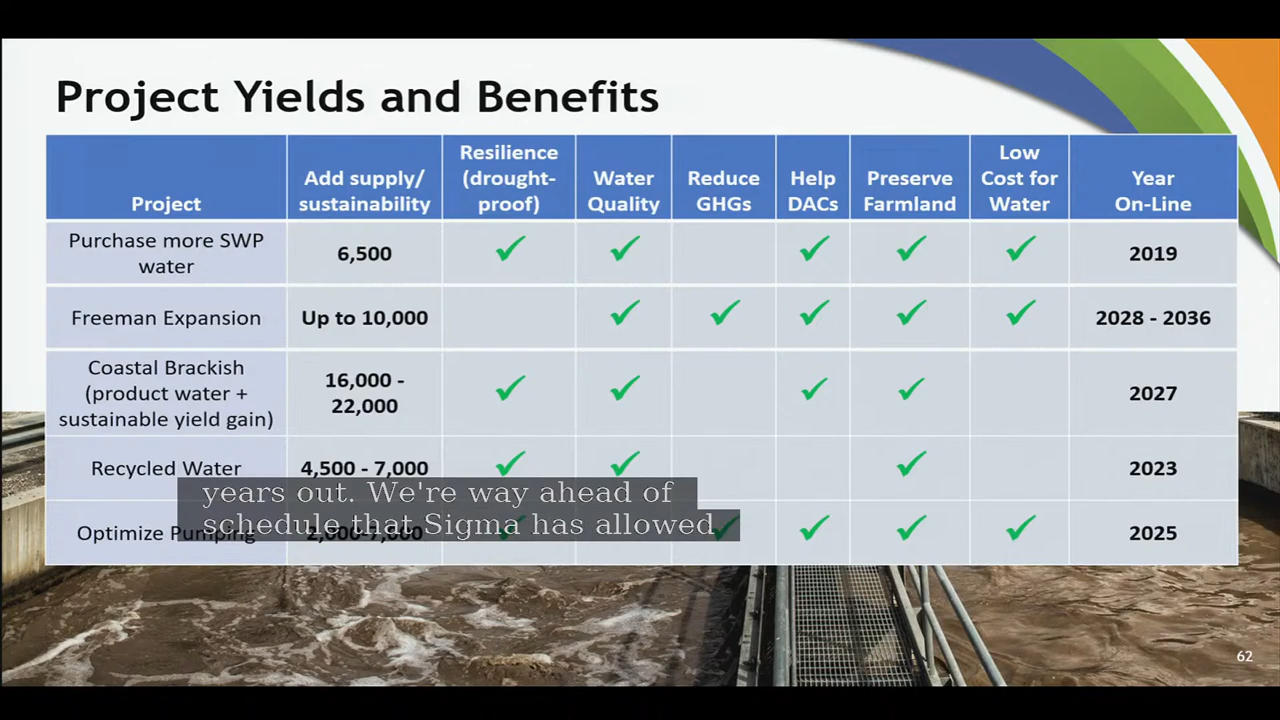 Project Yields and Benefits
Project
Add supply/
sustainability
Resilience
(drought-
proof)
Water
Quality
Reduce
GHGs
Help
DACs
Preserve
Farmland
Low
Cost for
Water
Year
On-Line
Purchase more SWP
water
6,500
✓ ✓ ✓ ✓ ✓
2019
Freeman Expansion
Up to 10,000
✓ ✓ ✓ ✓ ✓
2028 - 2036
Coastal Brackish
(product water +
sustainable yield gain)
16,000 -
22,000
✓ ✓ ✓ ✓
2027
Recycled Water
4,500 - 7,000
✓ ✓ ✓
2023
Optimize Pumping
2,000-7,000
✓ ✓ ✓ ✓ ✓
2025
years out. We're way ahead of
schedule that Sigma has allowed
62